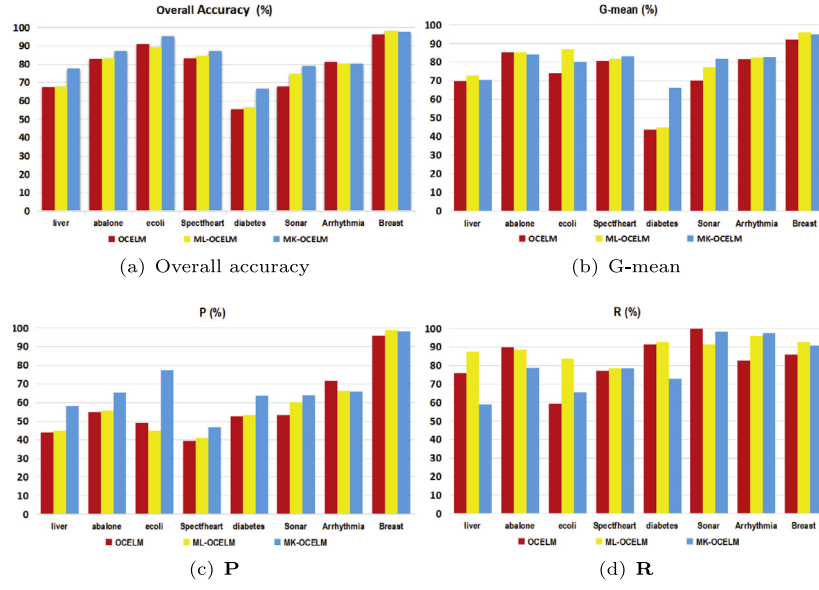 Overall Accuracy (%)
100
90
80
70
60
50
40
30
20
10
0
liver abalone ecoli Spectfheart diabetes Sonar Arrhythmia Breast
OCELM ML-OCELM MK-OCELM
(a) Overall accuracy
G-mean (%)
100
90
80
70
60
50
40
30
20
10
0
liver abalone ecoli Spectfheart diabetes Sonar Arrhythmia Breast
OCELM ML-OCELM MK-OCELM
(b) G-mean
P (%)
100
90
80
70
60
50
40
30
20
10
0
liver abalone ecoli Spectfheart diabetes Sonar Arrhythmia Breast
OCELM ML-OCELM MK-OCELM
(c) P
R (%)
100
90
80
70
60
50
40
30
20
10
0
liver abalone ecoli Spectfheart diabetes Sonar Arrhythmia Breast
OCELM ML-OCELM MK-OCELM
(d) R